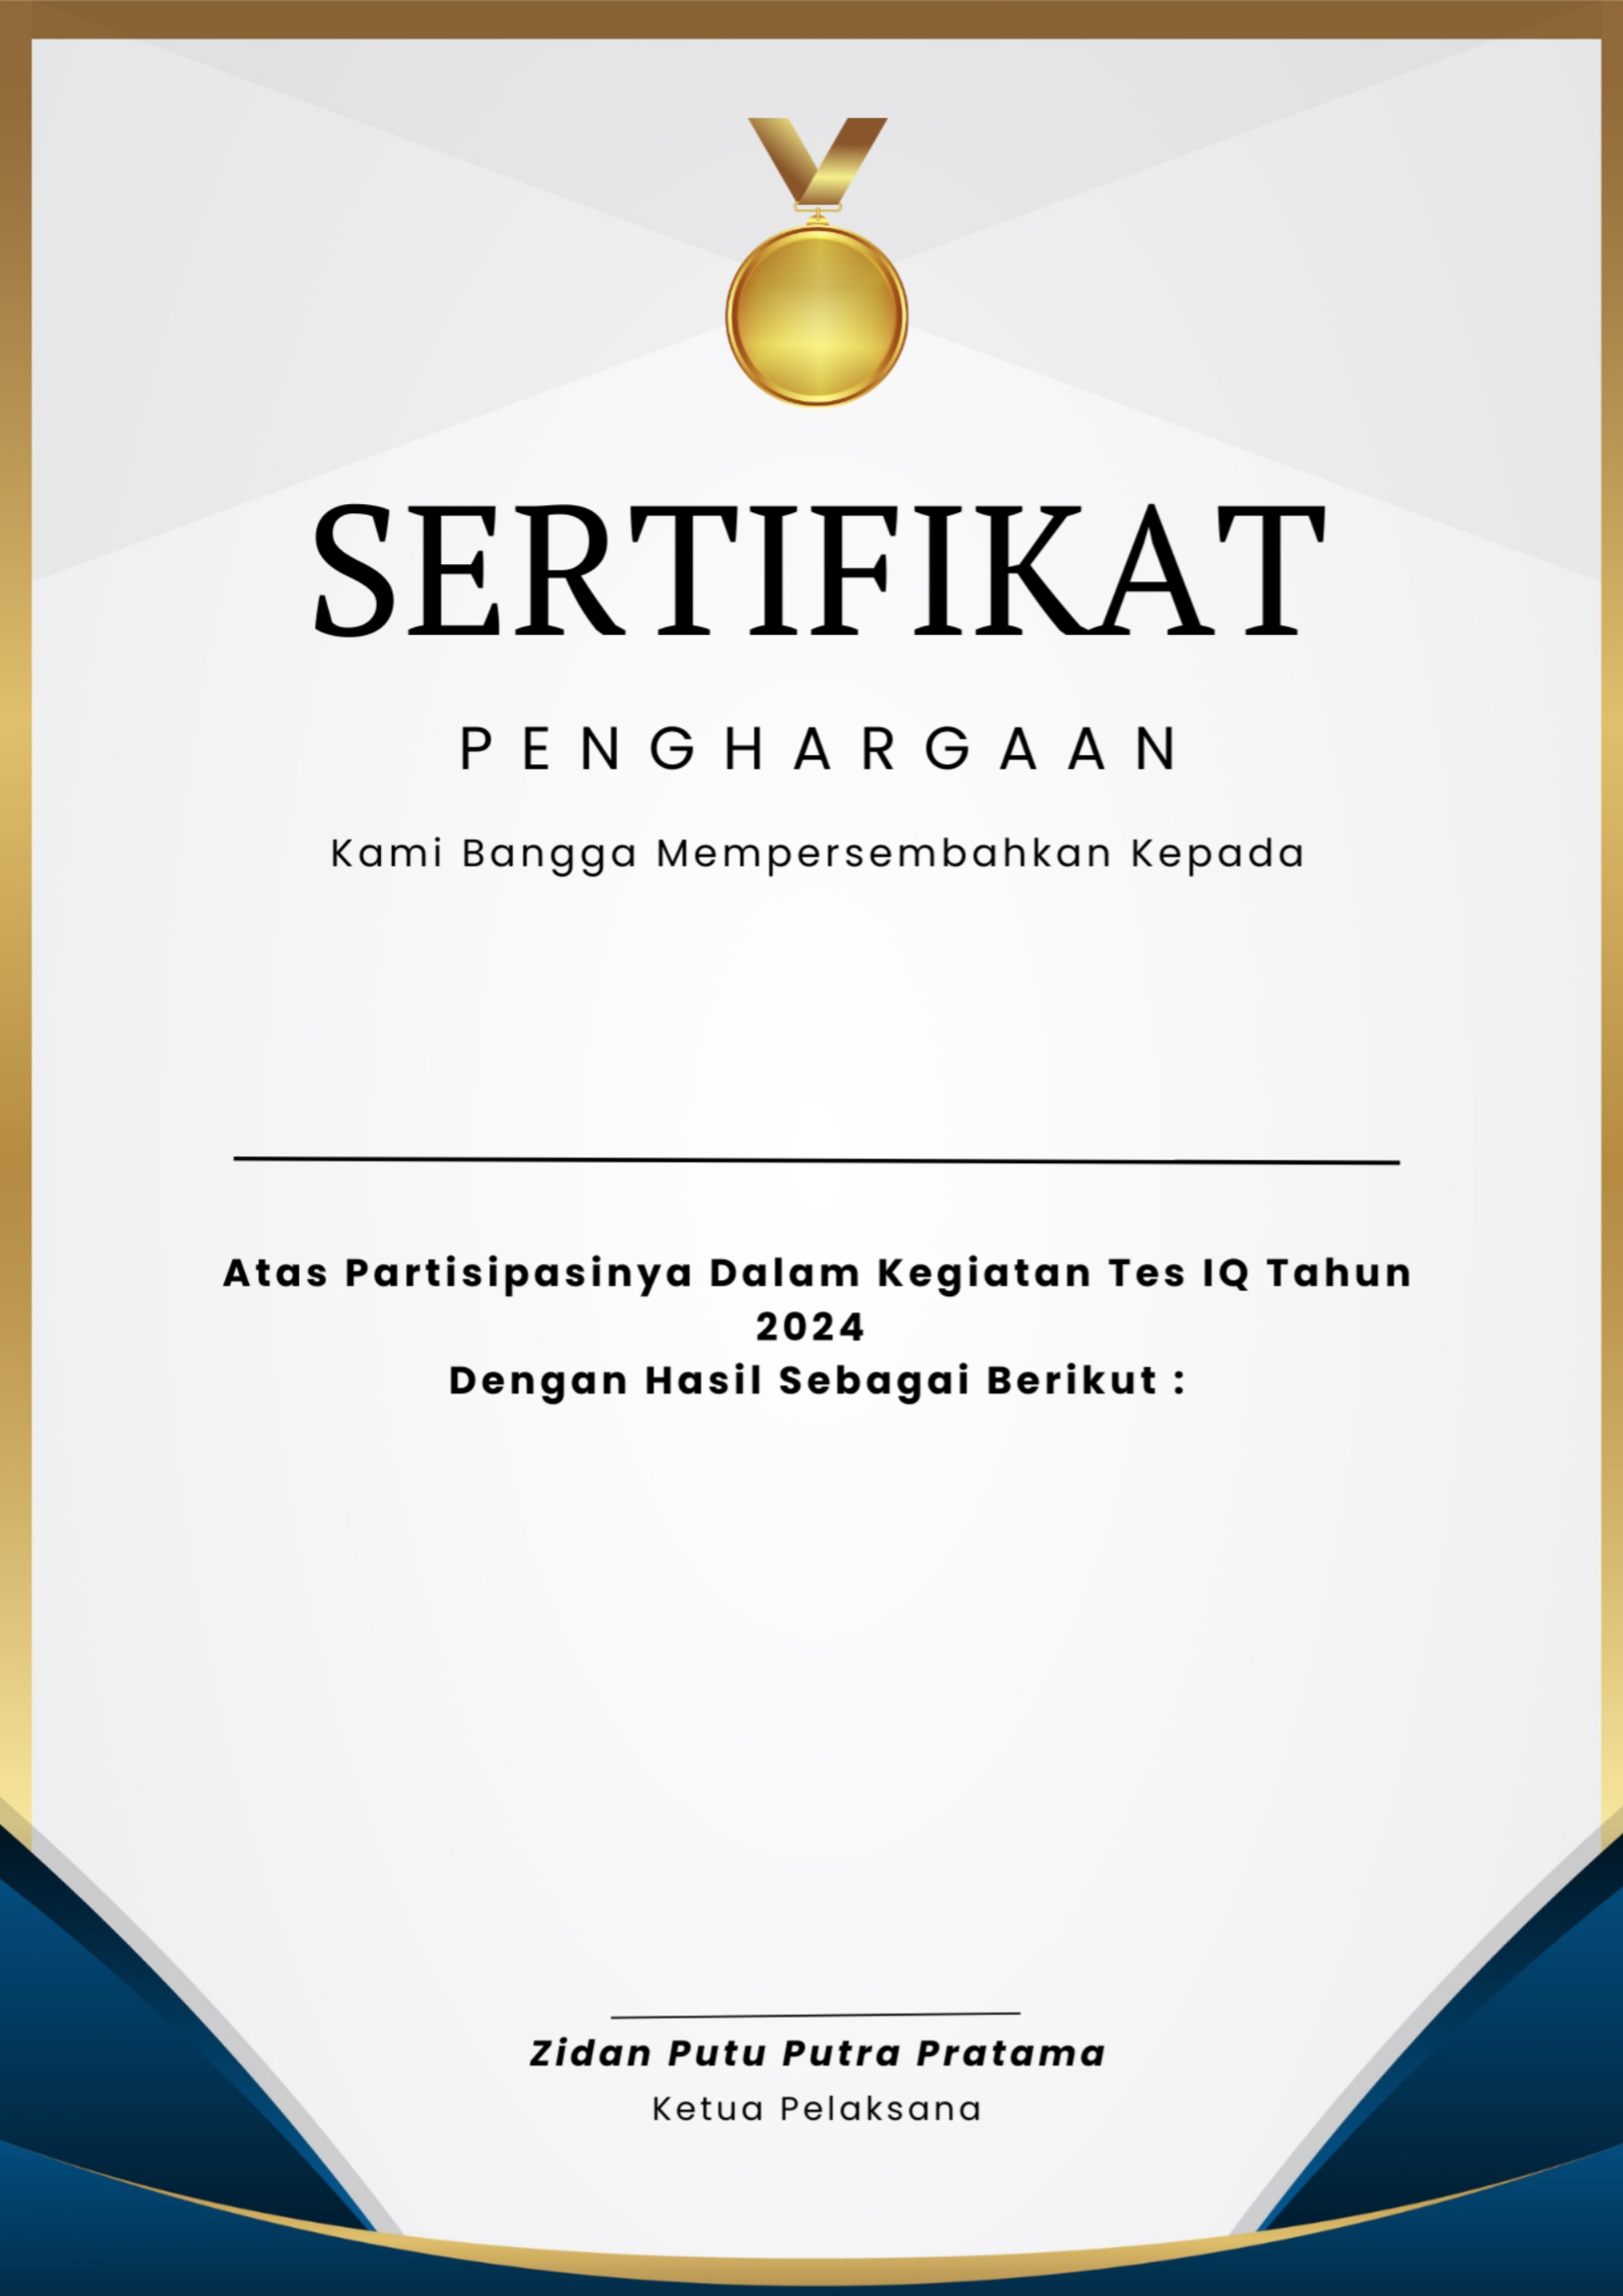 SERTIFIKAT
PENGHARGAAN
Kami Bangga Mempersembahkan Kepada
Atas Partisipasinya Dalam Kegiatan Tes IQ Tahun
2024
Dengan Hasil Sebagai Berikut :
Zidan Putu Putra Pratama
Ketua Pelaksana